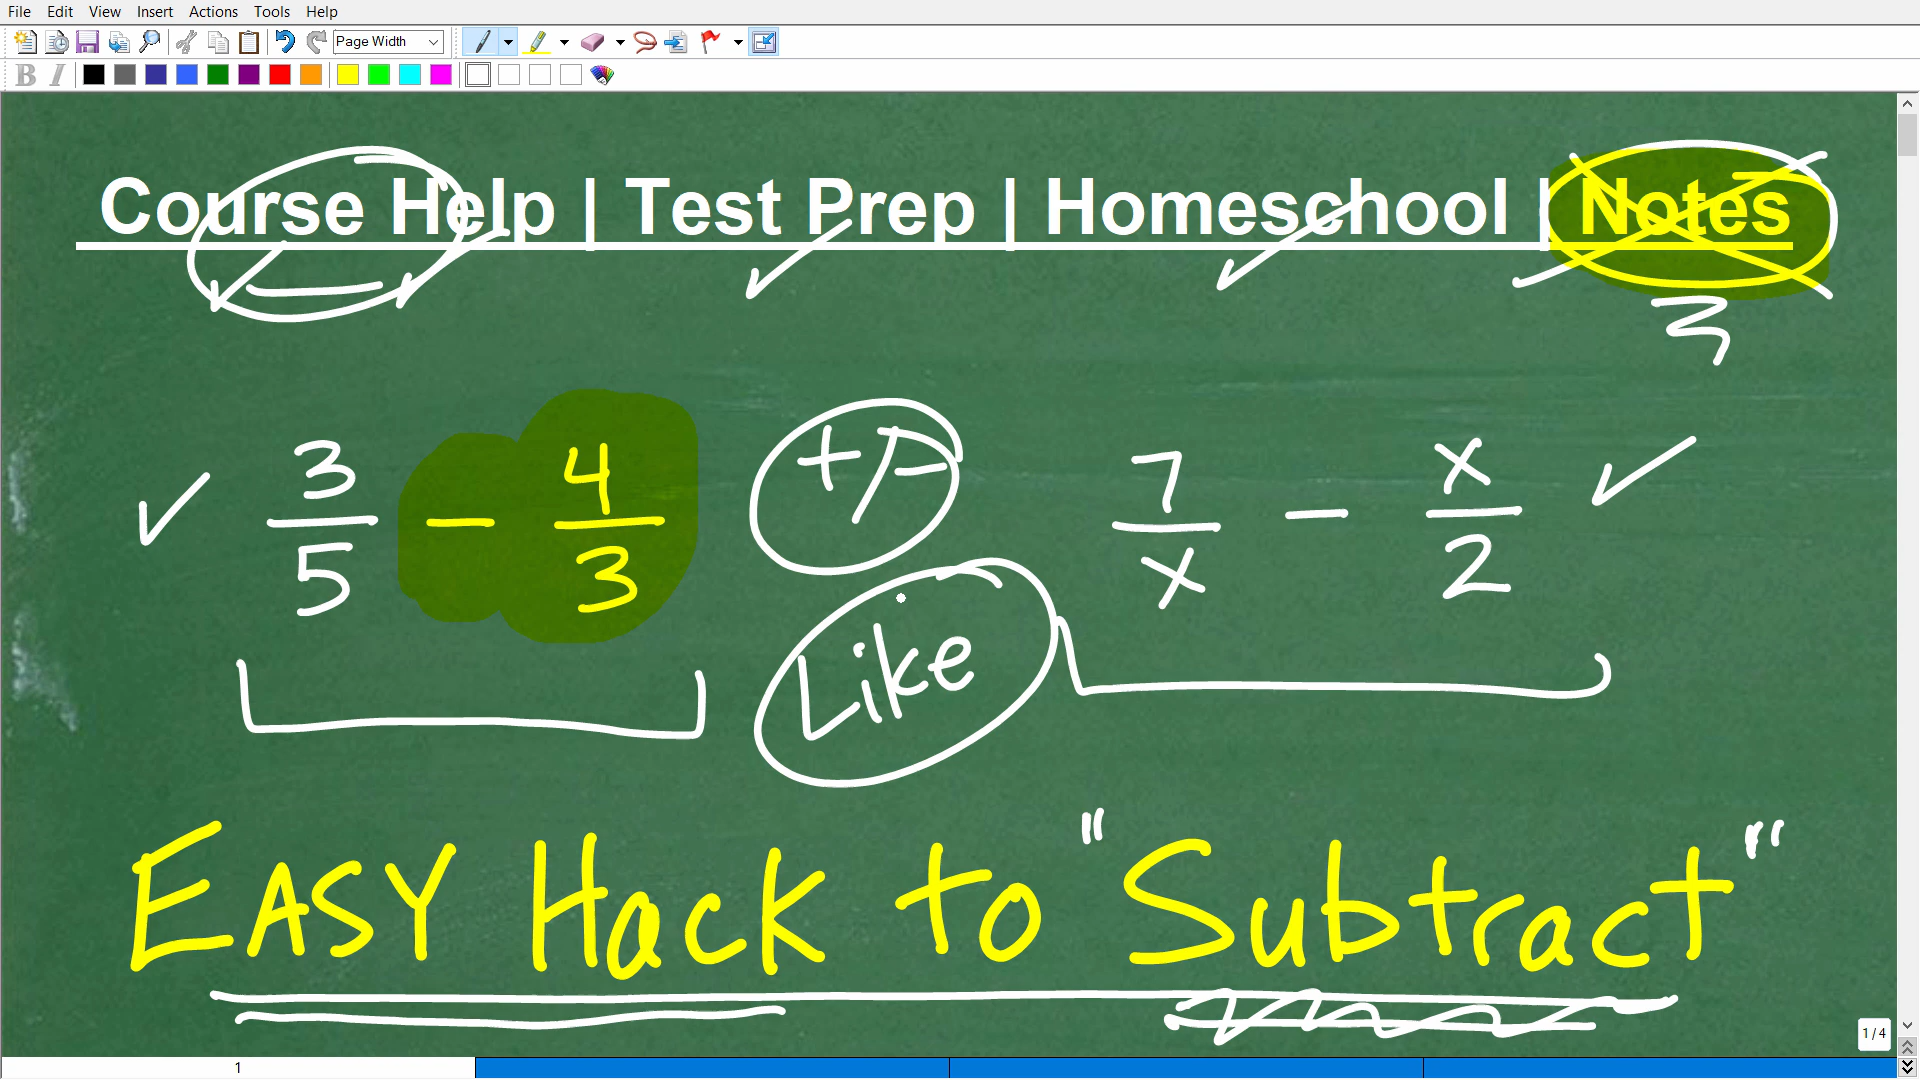 File Edit View Insert Actions Tools Help
Page Width
B I
Course Help | Test Prep | Homeschool | Notes
3/5 - 4/3 +/- 7/x - x/2
Like
EASY Hack to "Subtract"
1 / 4
1